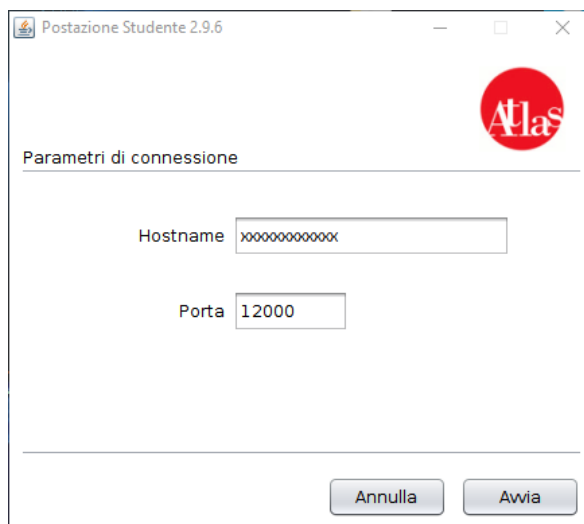 Postazione Studente 2.9.6
Atlas
Parametri di connessione
Hostname xxxxxxxxxxxx
Porta 12000
Annulla Avvia